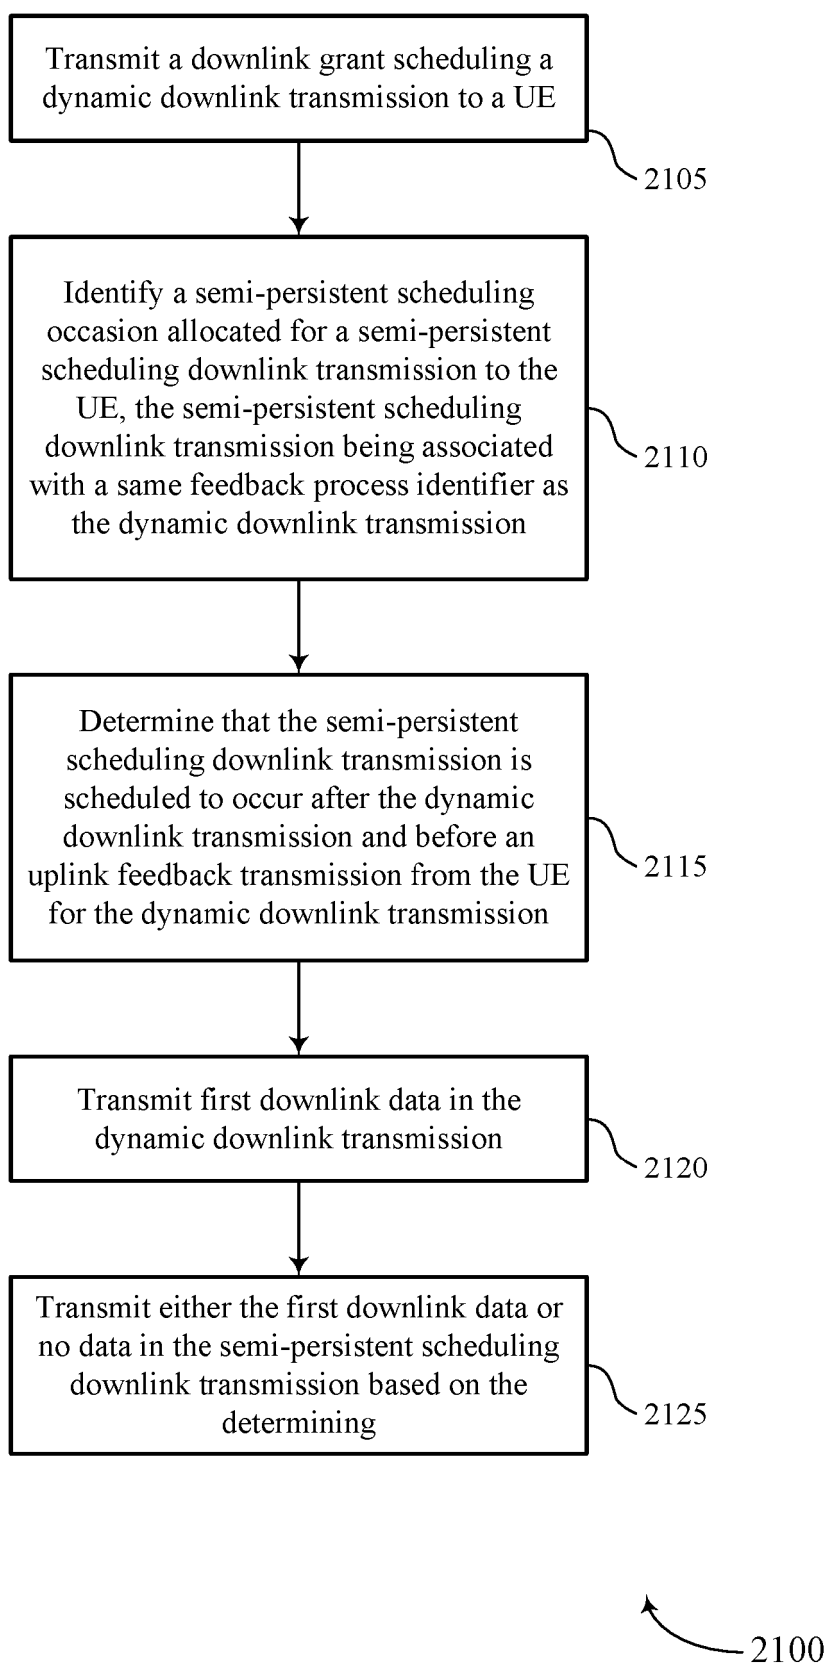 Transmit a downlink grant scheduling a
dynamic downlink transmission to a UE
2105
Identify a semi-persistent scheduling
occasion allocated for a semi-persistent
scheduling downlink transmission to the
UE, the semi-persistent scheduling
downlink transmission being associated
with a same feedback process identifier as
the dynamic downlink transmission
2110
Determine that the semi-persistent
scheduling downlink transmission is
scheduled to occur after the dynamic
downlink transmission and before an
uplink feedback transmission from the UE
for the dynamic downlink transmission
2115
Transmit first downlink data in the
dynamic downlink transmission
2120
Transmit either the first downlink data or
no data in the semi-persistent scheduling
downlink transmission based on the
determining
2125
2100